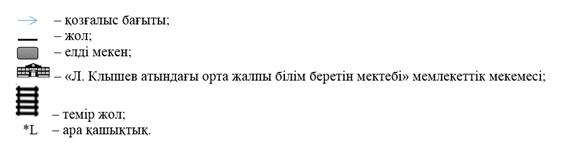 – қозғалыс бағыты;
– жол;
– елді мекен;
– «Л. Клышев атындағы орта жалпы білім беретін мектебі» мемлекеттік мекемесі;
– темір жол;
*L – ара қашықтық.